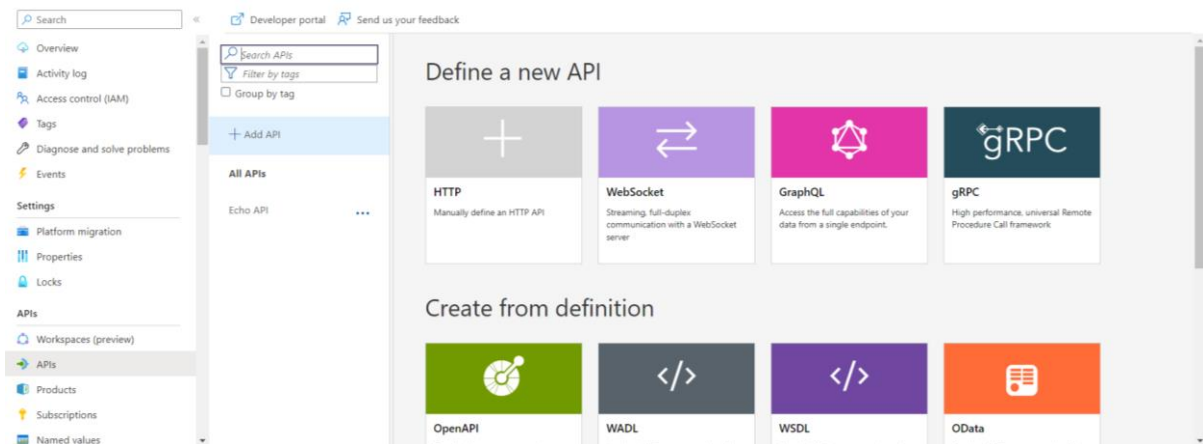 Search
Developer portal
Send us your feedback
Overview
Activity log
Access control (IAM)
Tags
Diagnose and solve problems
Events
Settings
Platform migration
Properties
Locks
APIs
Workspaces (preview)
APIs
Products
Subscriptions
Named values
Search APIs
Filter by tags
Group by tag
Add API
All APIs
Echo API
Define a new API
HTTP
Manually define an HTTP API
WebSocket
Streaming, full-duplex
communication with a WebSocket
server
GraphQL
Access the full capabilities of your
data from a single endpoint.
gRPC
gRPC
High performance, universal Remote
Procedure Call framework
Create from definition
OpenAPI
WADL
WSDL
OData